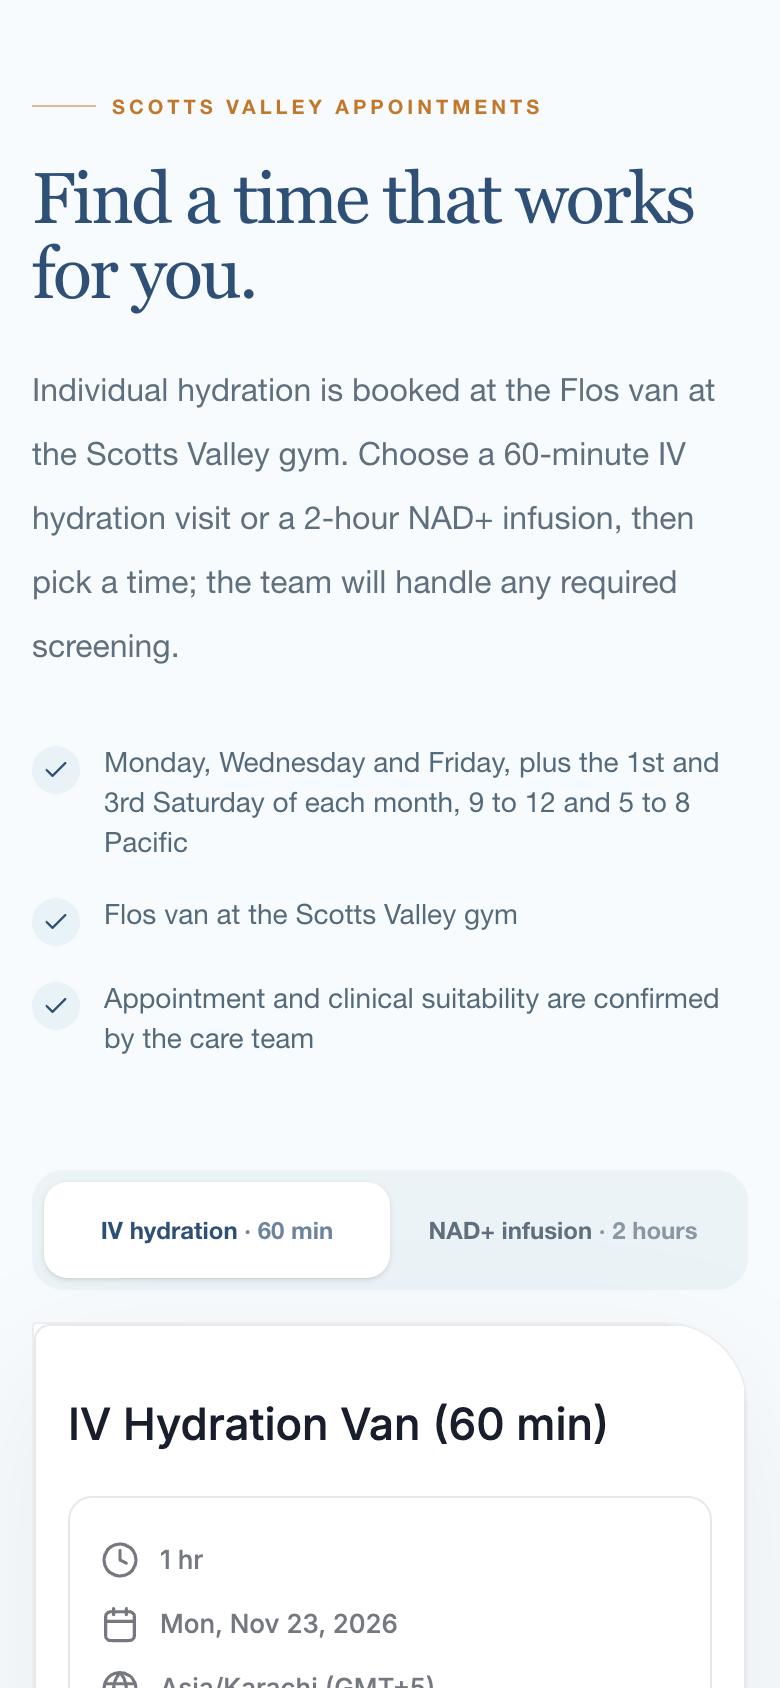 SCOTTS VALLEY APPOINTMENTS
Find a time that works
for you.
Individual hydration is booked at the Flos van at
the Scotts Valley gym. Choose a 60-minute IV
hydration visit or a 2-hour NAD+ infusion, then
pick a time; the team will handle any required
screening.
Monday, Wednesday and Friday, plus the 1st and
3rd Saturday of each month, 9 to 12 and 5 to 8
Pacific
Flos van at the Scotts Valley gym
Appointment and clinical suitability are confirmed
by the care team
IV hydration · 60 min
NAD+ infusion · 2 hours
IV Hydration Van (60 min)
1 hr
Mon, Nov 23, 2026
Asia/Karachi (GMT+5)